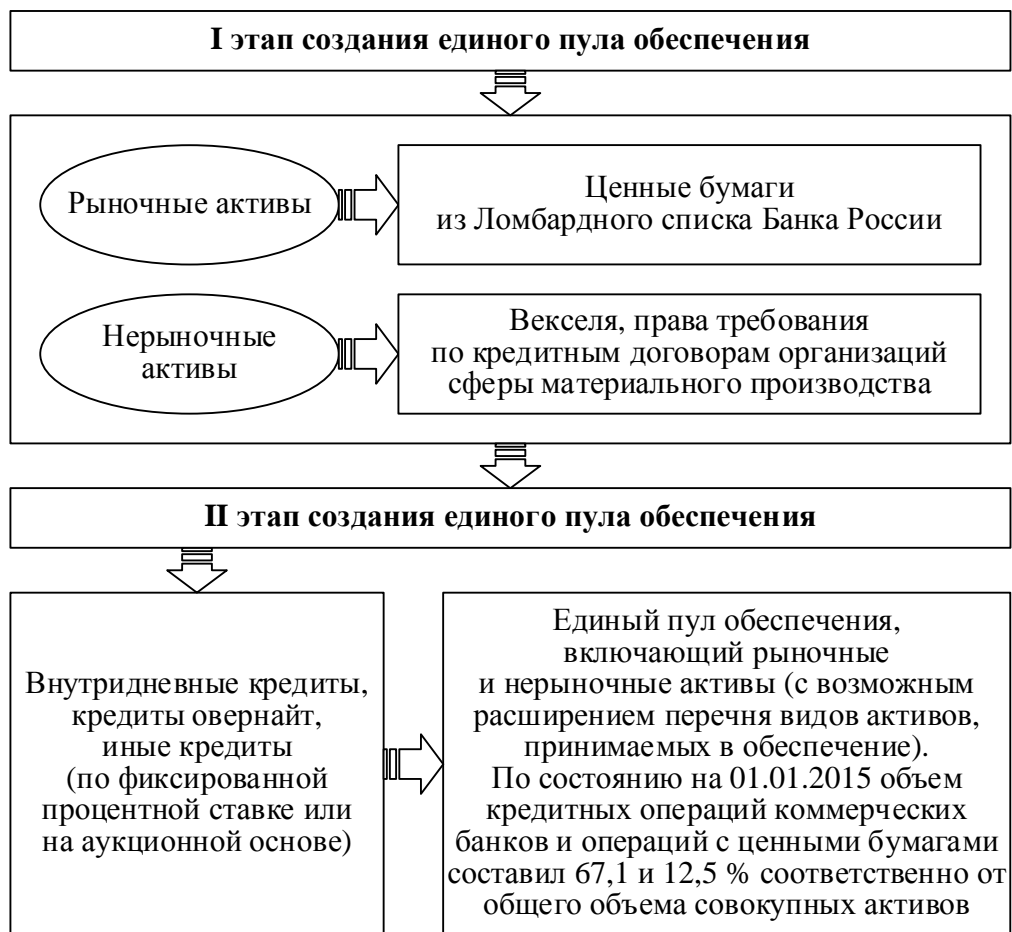 I этап создания единого пула обеспечения
Рыночные активы
Ценные бумаги
из Ломбардного списка Банка России
Нерыночные
активы
Векселя, права требования
по кредитным договорам организаций
сферы материального производства
II этап создания единого пула обеспечения
Внутридневные кредиты,
кредиты овернайт,
иные кредиты
(по фиксированной
процентной ставке или
на аукционной основе)
Единый пул обеспечения,
включающий рыночные
и нерыночные активы (с возможным
расширением перечня видов активов,
принимаемых в обеспечение).
По состоянию на 01.01.2015 объем
кредитных операций коммерческих
банков и операций с ценными бумагами
составил 67,1 и 12,5 % соответственно от
общего объема совокупных активов